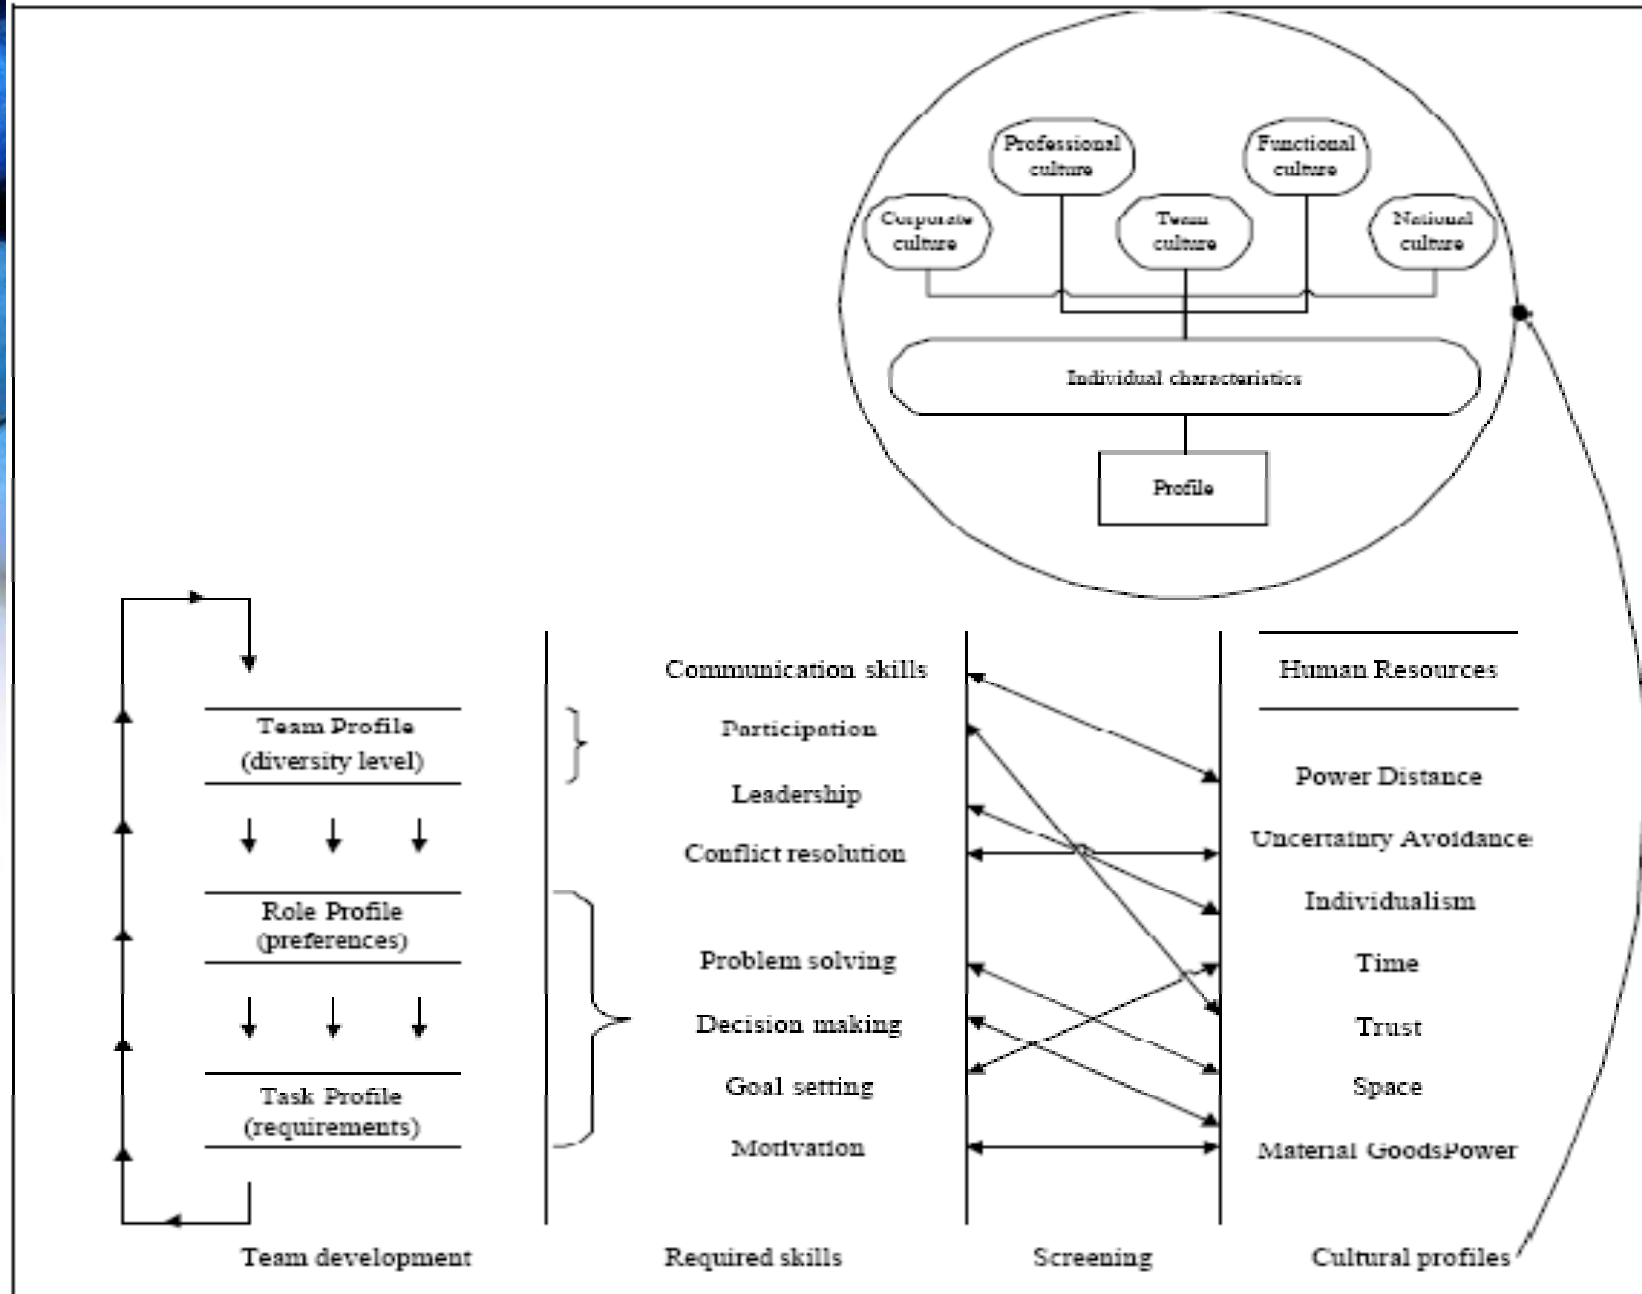 Professional
culture
Functional
culture
Corporate
culture
Team
culture
National
culture
Individual characteristics
Profile
Team Profile
(diversity level)
Role Profile
(preferences)
Task Profile
(requirements)
Communication skills
Participation
Leadership
Conflict resolution
Problem solving
Decision making
Goal setting
Motivation
Human Resources
Power Distance
Uncertainty Avoidance
Individualism
Time
Trust
Space
Material GoodsPower
Team development
Required skills
Screening
Cultural profiles